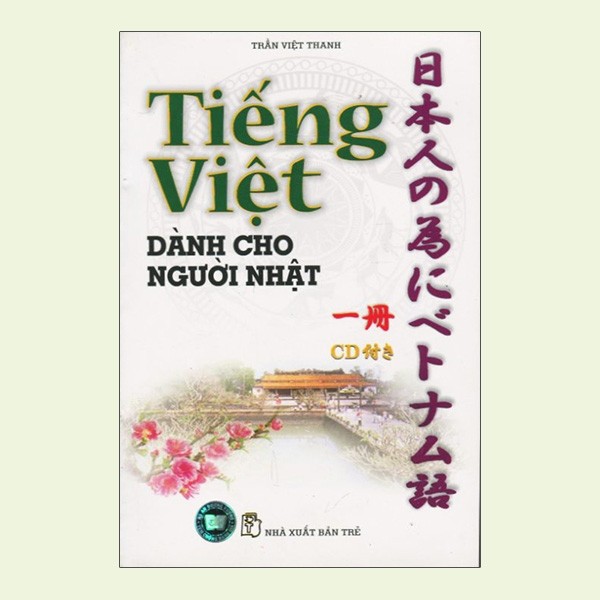 TRẦN VIỆT THANH
Tiếng
Việt
DÀNH CHO
NGƯỜI NHẬT
日本人の為にベトナム語
一冊
CD付き
NHÀ XUẤT BẢN TRẺ